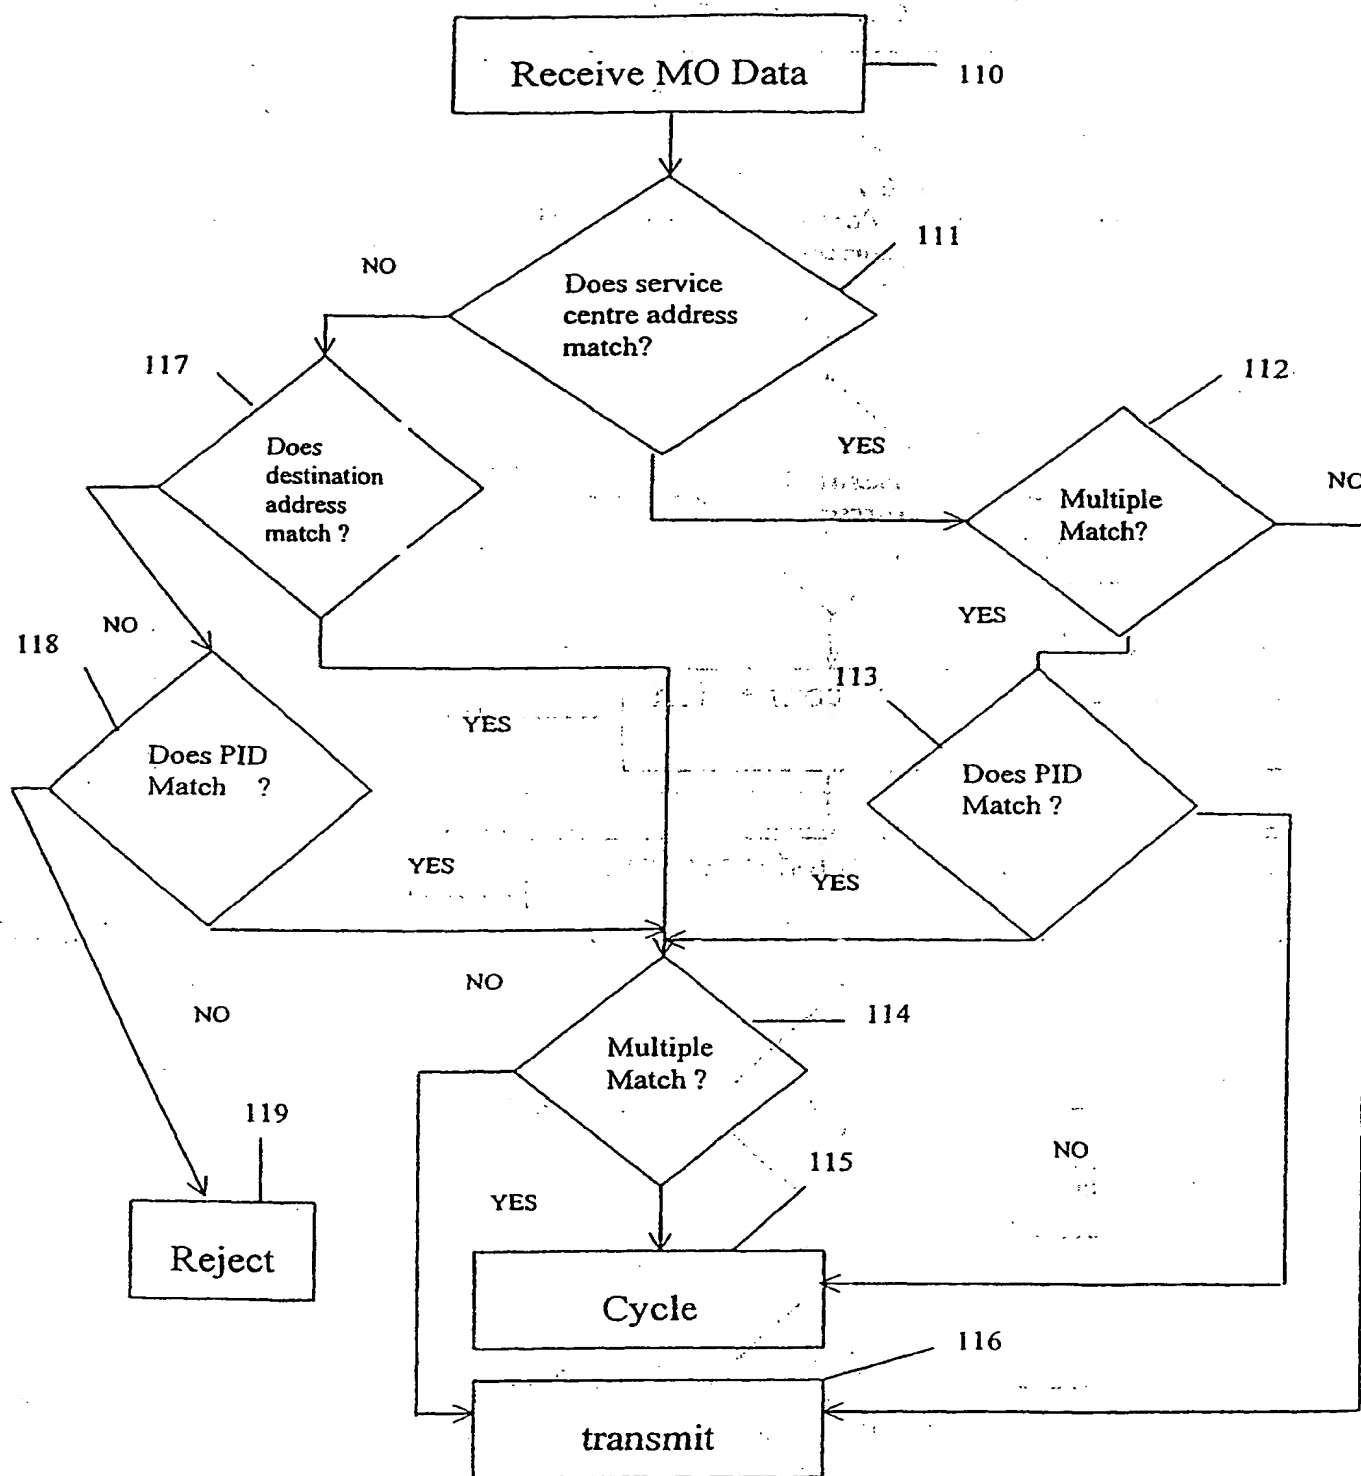 Receive MO Data
110
111
NO
Does service
centre address
match?
117
112
Does
destination
address
match ?
YES
NO
Multiple
Match?
YES
NO
118
113
YES
Does PID
Match ?
Does PID
Match ?
YES
YES
NO
NO
114
Multiple
Match ?
119
NO
115
YES
Reject
Cycle
116
transmit